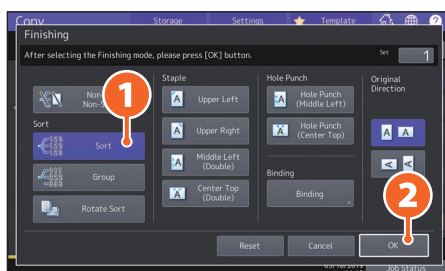 Copy Storage Settings Template
Finishing
After selecting the Finishing mode, please press [OK] button.
Set 1
Non-
Sort
Sort
Group
Rotate Sort
Staple
Upper Left
Upper Right
Middle Left
(Double)
Center Top
(Double)
Hole Punch
Hole Punch
(Middle Left)
Hole Punch
(Center Top)
Binding
Binding
Original
Direction
Reset Cancel OK
Job Status
1
2